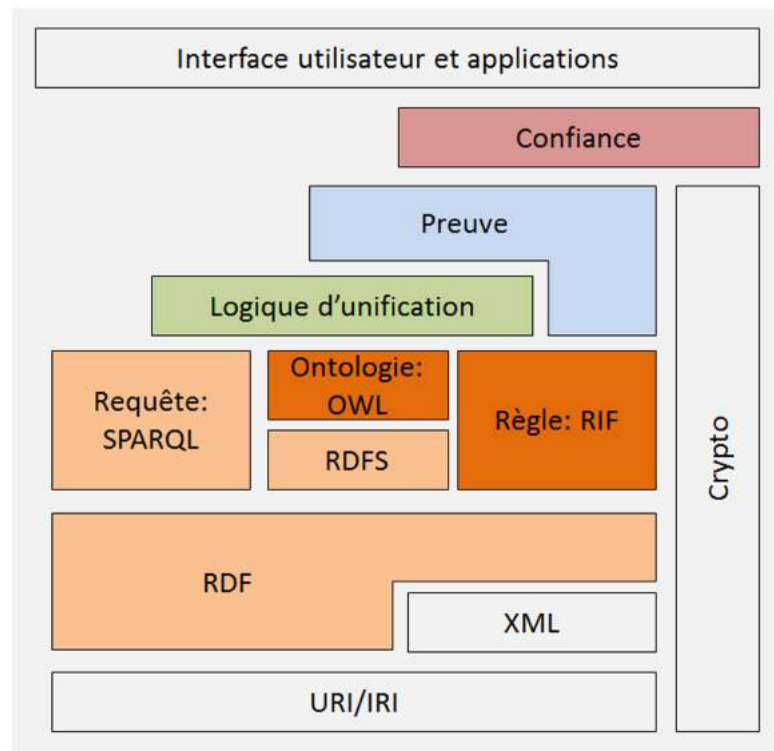 Interface utilisateur et applications
Confiance
Preuve
Logique d'unification
Requête:
SPARQL
Ontologie:
OWL
RDFS
Règle: RIF
Crypto
RDF
XML
URI/IRI